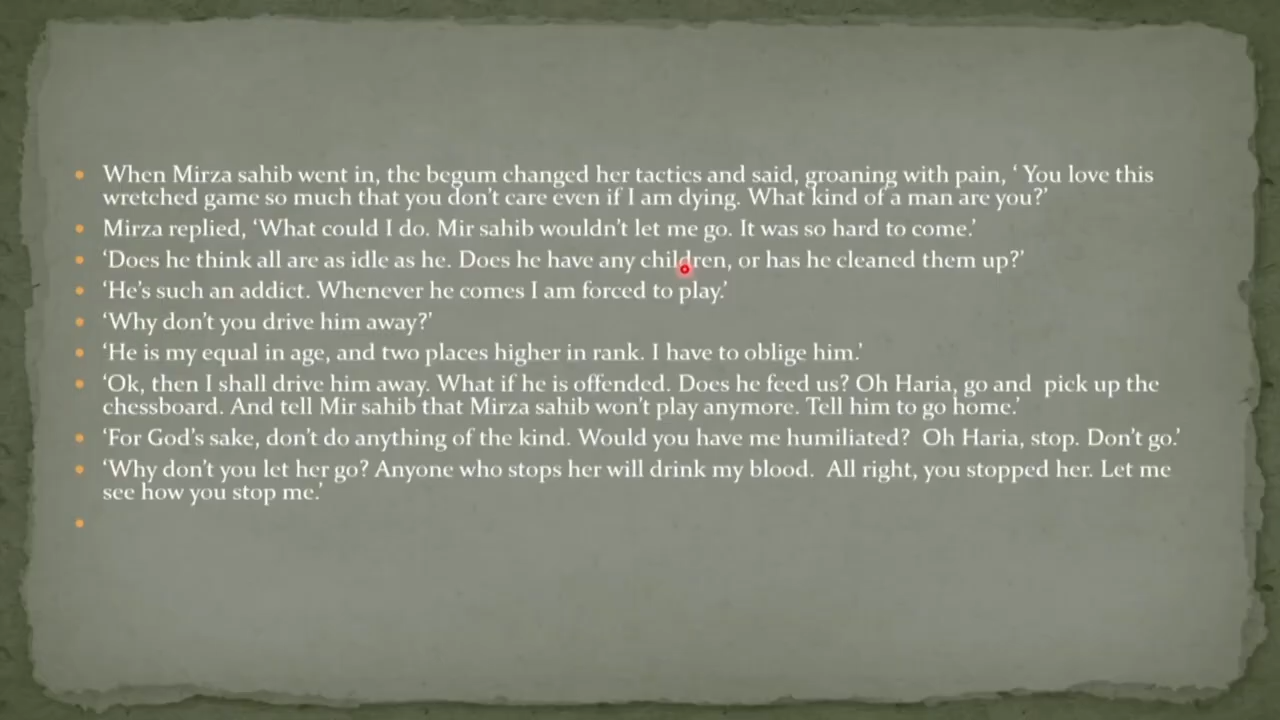 • When Mirza sahib went in, the begum changed her tactics and said, groaning with pain, ‘ You love this
wretched game so much that you don’t care even if I am dying. What kind of a man are you?’
• Mirza replied, ‘What could I do. Mir sahib wouldn’t let me go. It was so hard to come.’
• ‘Does he think all are as idle as he. Does he have any children, or has he cleaned them up?’
• ‘He’s such an addict. Whenever he comes I am forced to play.’
• ‘Why don’t you drive him away?’
• ‘He is my equal in age, and two places higher in rank. I have to oblige him.’
• ‘Ok, then I shall drive him away. What if he is offended. Does he feed us? Oh Haria, go and  pick up the
chessboard. And tell Mir sahib that Mirza sahib won’t play anymore. Tell him to go home.’
• ‘For God’s sake, don’t do anything of the kind. Would you have me humiliated?  Oh Haria, stop. Don’t go.’
• ‘Why don’t you let her go? Anyone who stops her will drink my blood.  All right, you stopped her. Let me
see how you stop me.’
•